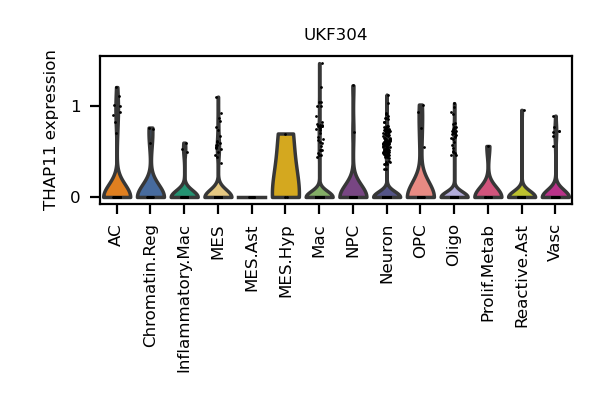 UKF304
THAP11 expression
1
0
AC
Chromatin.Reg
Inflammatory.Mac
MES
MES.Ast
MES.Hyp
Mac
NPC
Neuron
OPC
Oligo
Prolif.Metab
Reactive.Ast
Vasc